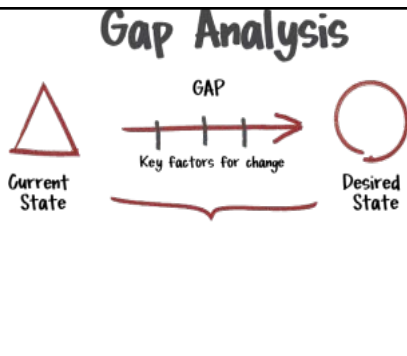 Gap Analysis
GAP
Key factors for change
Current
State
Desired
State